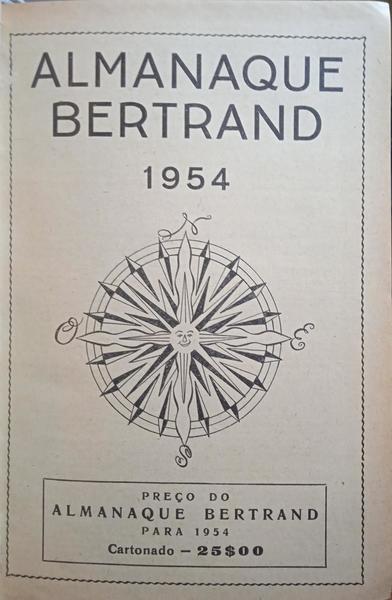 ALMANAQUE
BERTRAND
1954
N
O
E
S
PREÇO DO
ALMANAQUE BERTRAND
PARA 1954
Cartonado — 25$00